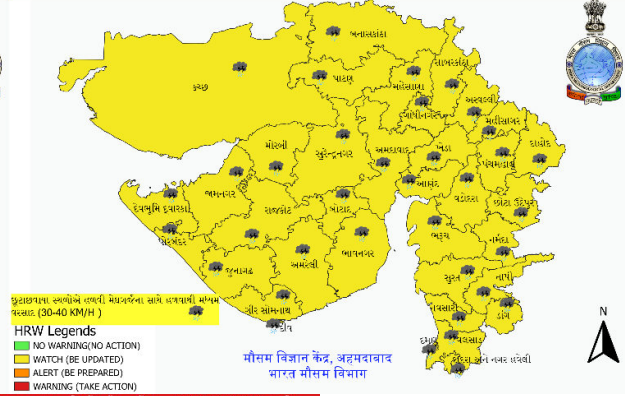 બનાસકાંઠા
પાટણ
સાબરકાંઠા
મહેસાણા
કચ્છ
ગાંધીનગર
અરવલ્લી
મહીસાગર
દાહોદ
પંચમહાલ
મોરબી
સુરેન્દ્રનગર
અમદાવાદ
ખેડા
આણંદ
વડોદરા
છોટા ઉદેપુર
જામનગર
દેવભૂમિ દ્વારકા
રાજકોટ
બોટાદ
પોરબંદર
ભાવનગર
ભરૂચ
નર્મદા
જુનાગઢ
અમરેલી
સુરત
તાપી
ગીર સોમનાથ
દીવ
નવસારી
ડાંગ
વલસાડ
દમણ
દાદરા અને નગર હવેલી
છુટાછવાયા સ્થળોએ હળવી મેઘગર્જના સાથે હળવાથી મધ્યમ
વરસાદ (30-40 KM/H )
HRW Legends
NO WARNING(NO ACTION)
WATCH (BE UPDATED)
ALERT (BE PREPARED)
WARNING (TAKE ACTION)
मौसम विज्ञान केंद्र, अहमदाबाद
भारत मौसम विभाग
N